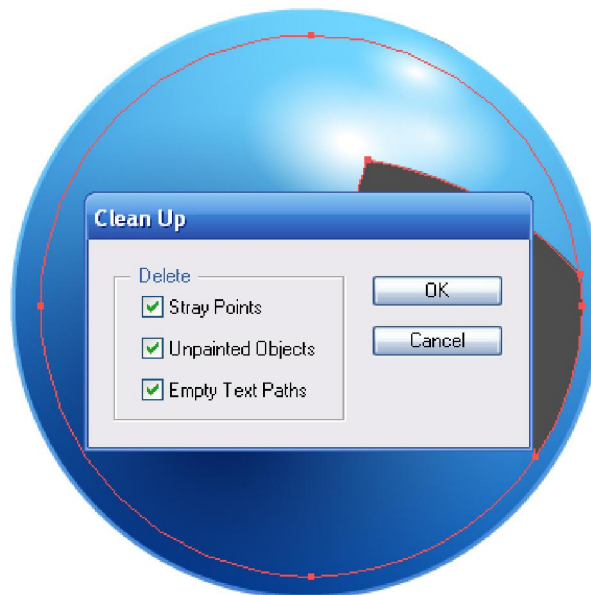 Clean Up
Delete
Stray Points
Unpainted Objects
Empty Text Paths
OK
Cancel